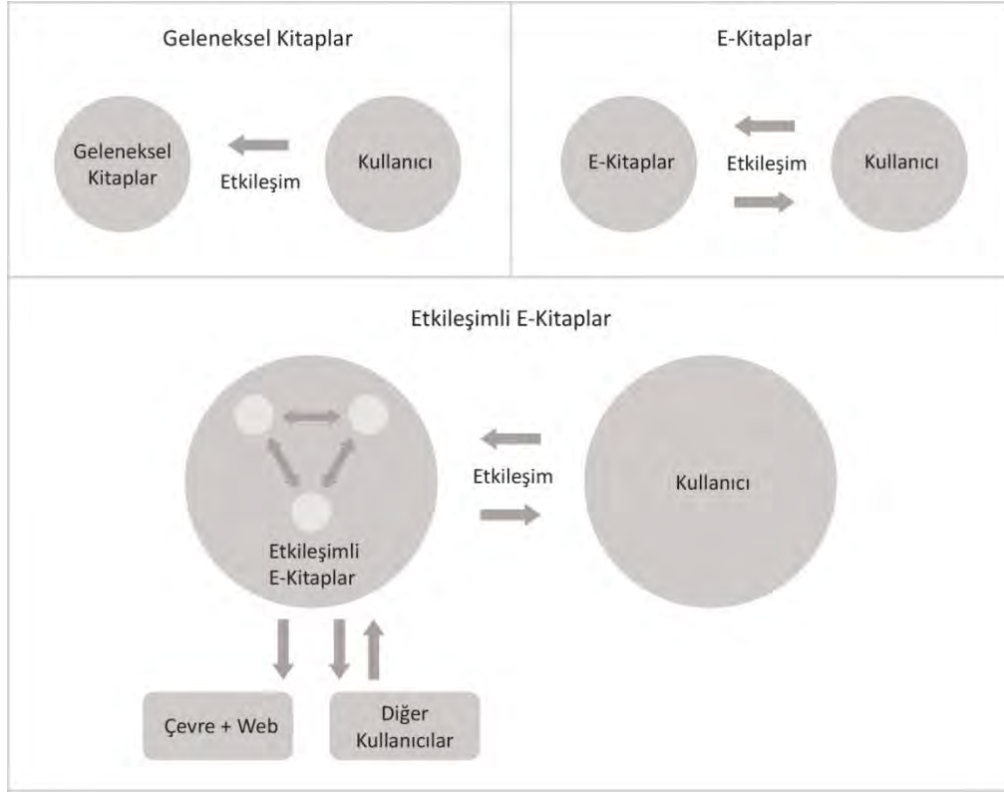 Geleneksel Kitaplar
Geleneksel
Kitaplar
Etkileşim
Kullanıcı
E-Kitaplar
E-Kitaplar
Etkileşim
Kullanıcı
Etkileşimli E-Kitaplar
Etkileşimli
E-Kitaplar
Etkileşim
Kullanıcı
Çevre + Web
Diğer
Kullanıcılar